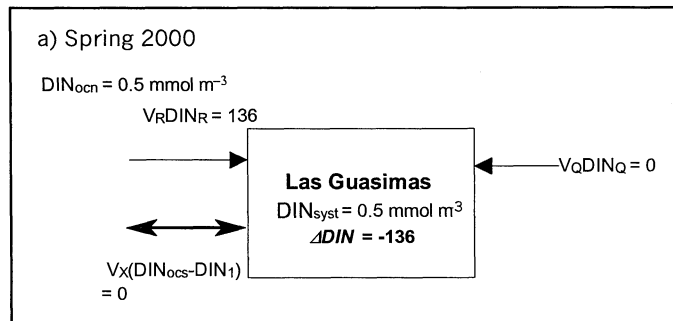 a) Spring 2000
DINocn = 0.5 mmol m⁻³
VRDINR = 136
VQDINQ = 0
Las Guasimas
DINsyst = 0.5 mmol m³
ΔDIN = -136
VX(DINocs-DIN1)
= 0